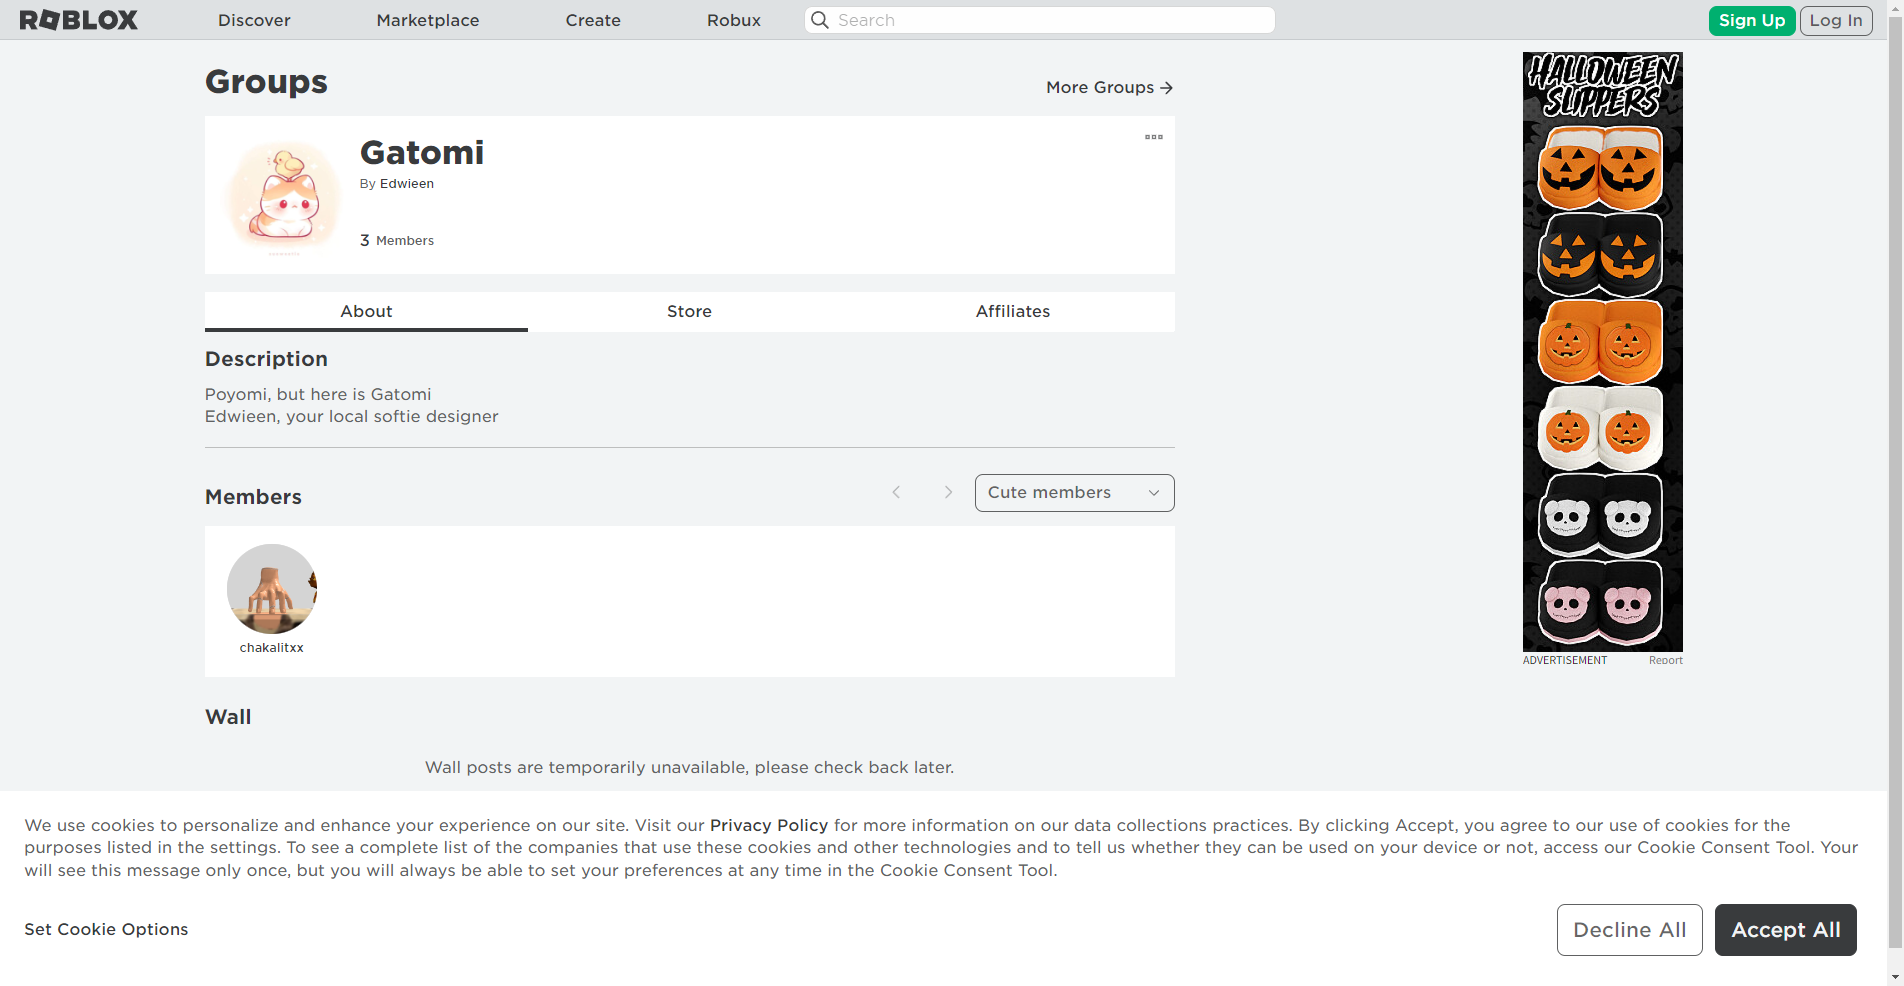 ROBLOX
Discover
Marketplace
Create
Robux
Search
Sign Up
Log In
Groups
More Groups
Gatomi
By Edwieen
3 Members
About
Store
Affiliates
Description
Poyomi, but here is Gatomi
Edwieen, your local softie designer
Members
Cute members
chakalitxx
Wall
Wall posts are temporarily unavailable, please check back later.
HALLOWEEN
SLIPPERS
ADVERTISEMENT
Report
We use cookies to personalize and enhance your experience on our site. Visit our Privacy Policy for more information on our data collections practices. By clicking Accept, you agree to our use of cookies for the
purposes listed in the settings. To see a complete list of the companies that use these cookies and other technologies and to tell us whether they can be used on your device or not, access our Cookie Consent Tool. Your
will see this message only once, but you will always be able to set your preferences at any time in the Cookie Consent Tool.
Set Cookie Options
Decline All
Accept All